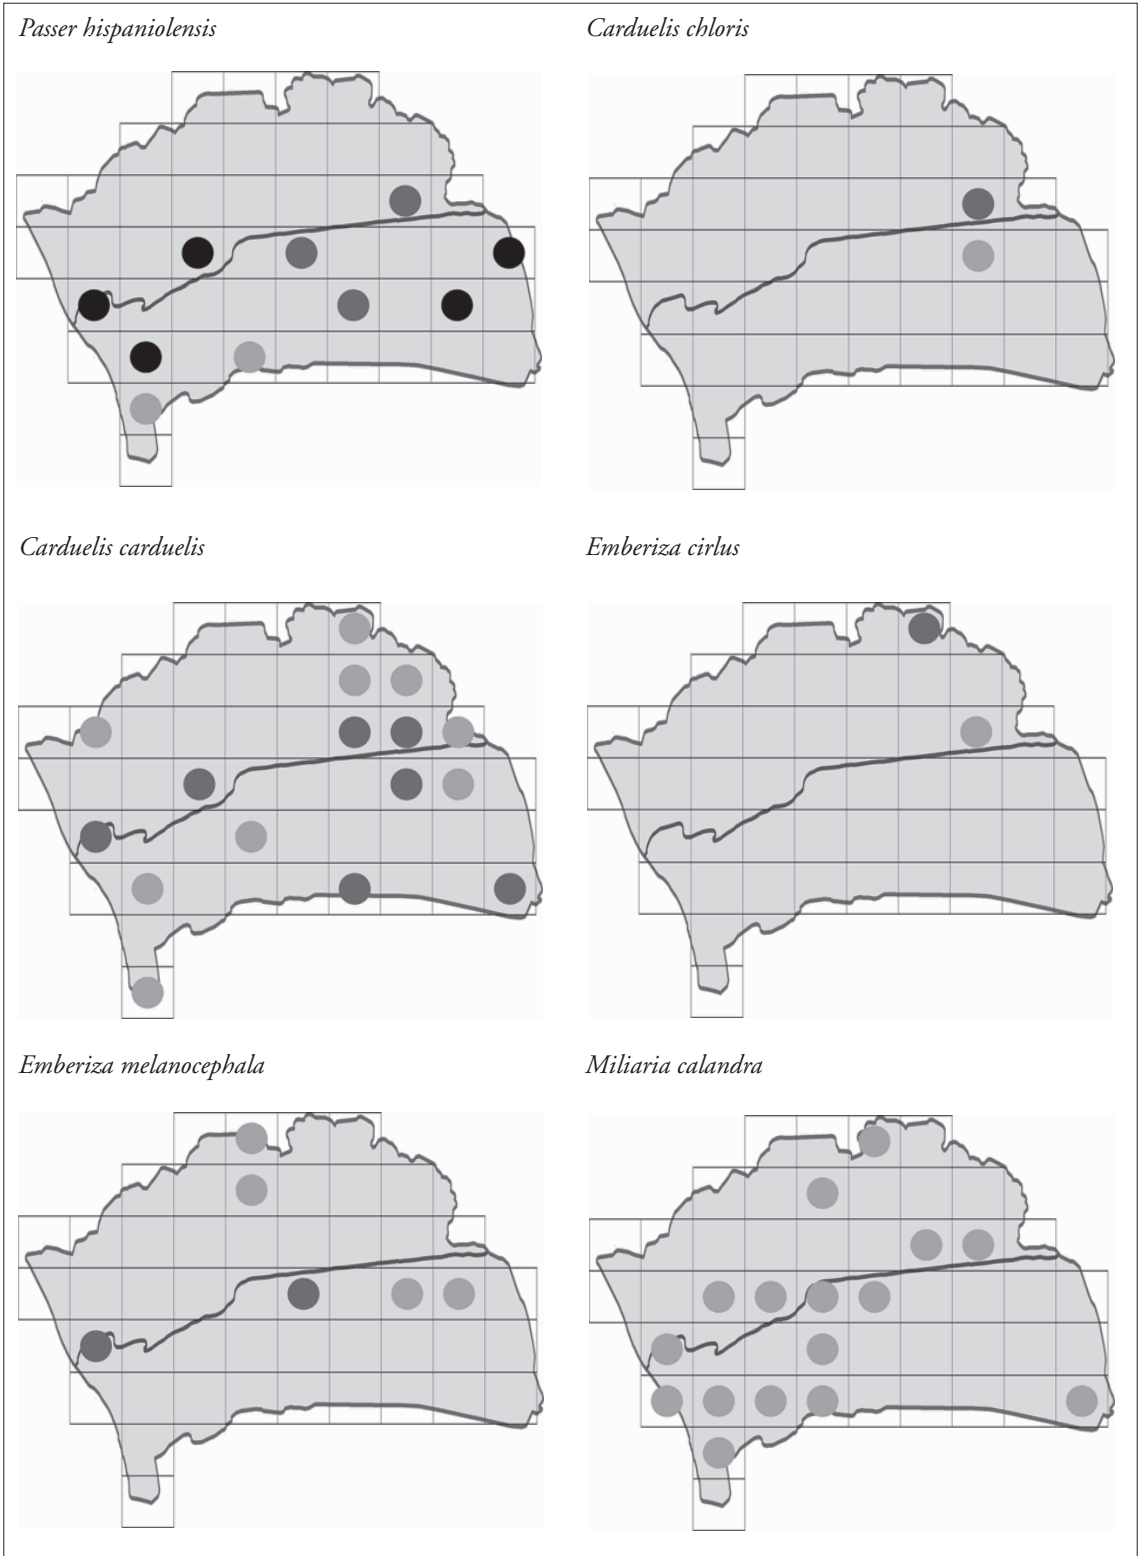 Passer hispaniolensis
Carduelis chloris
Carduelis carduelis
Emberiza cirlus
Emberiza melanocephala
Miliaria calandra